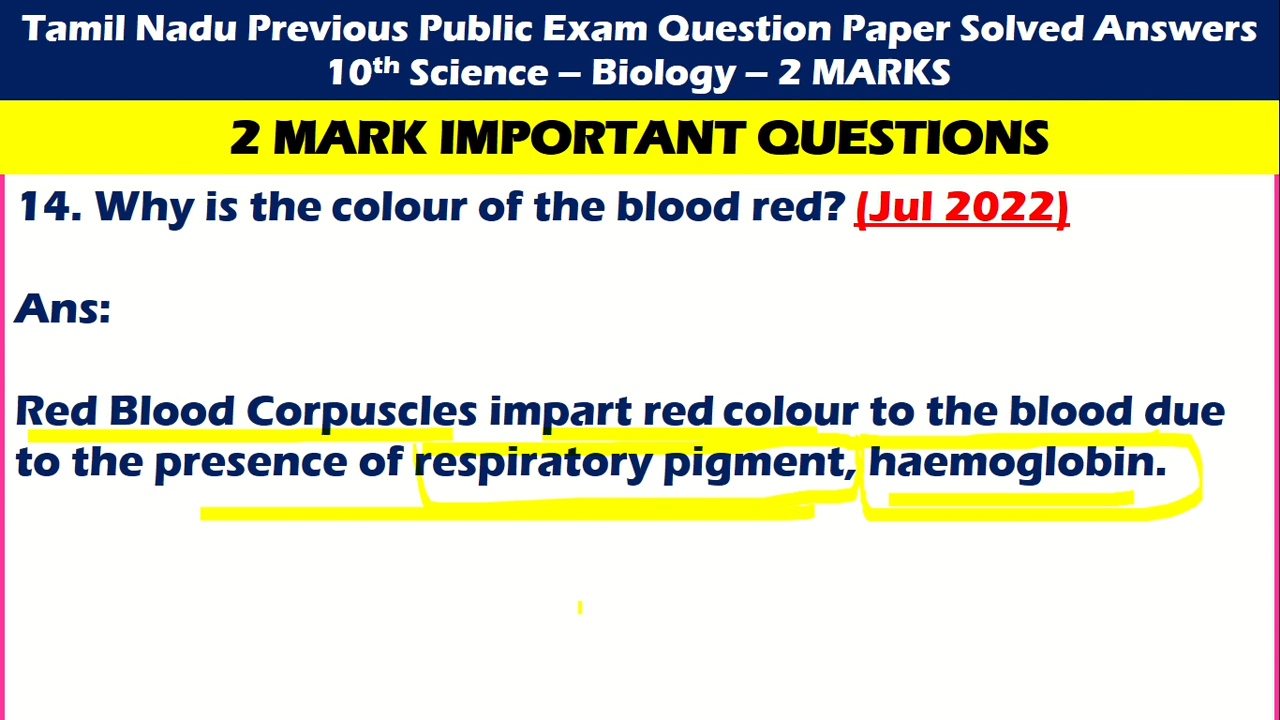 Tamil Nadu Previous Public Exam Question Paper Solved Answers
10th Science – Biology – 2 MARKS
2 MARK IMPORTANT QUESTIONS
14. Why is the colour of the blood red? (Jul 2022)
Ans:
Red Blood Corpuscles impart red colour to the blood due
to the presence of respiratory pigment, haemoglobin.